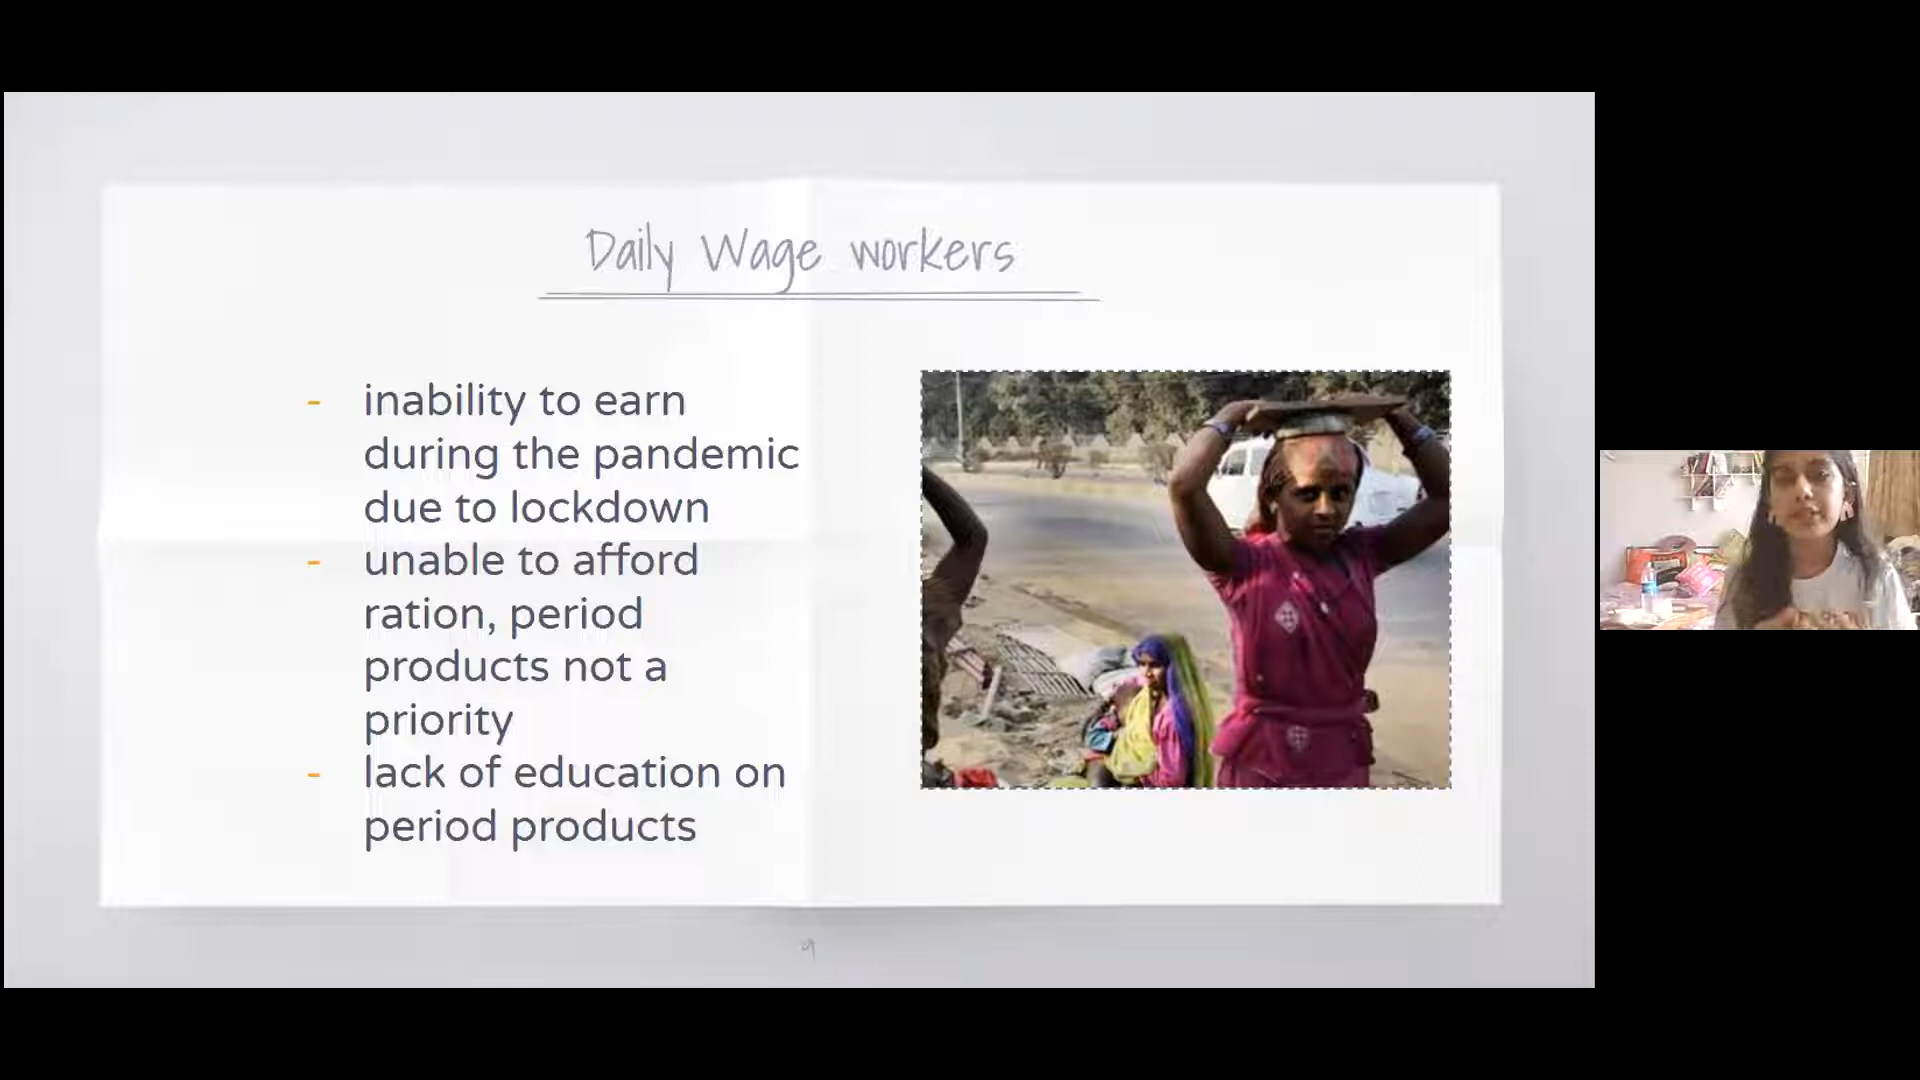 Daily Wage workers
- inability to earn
during the pandemic
due to lockdown
- unable to afford
ration, period
products not a
priority
- lack of education on
period products
9